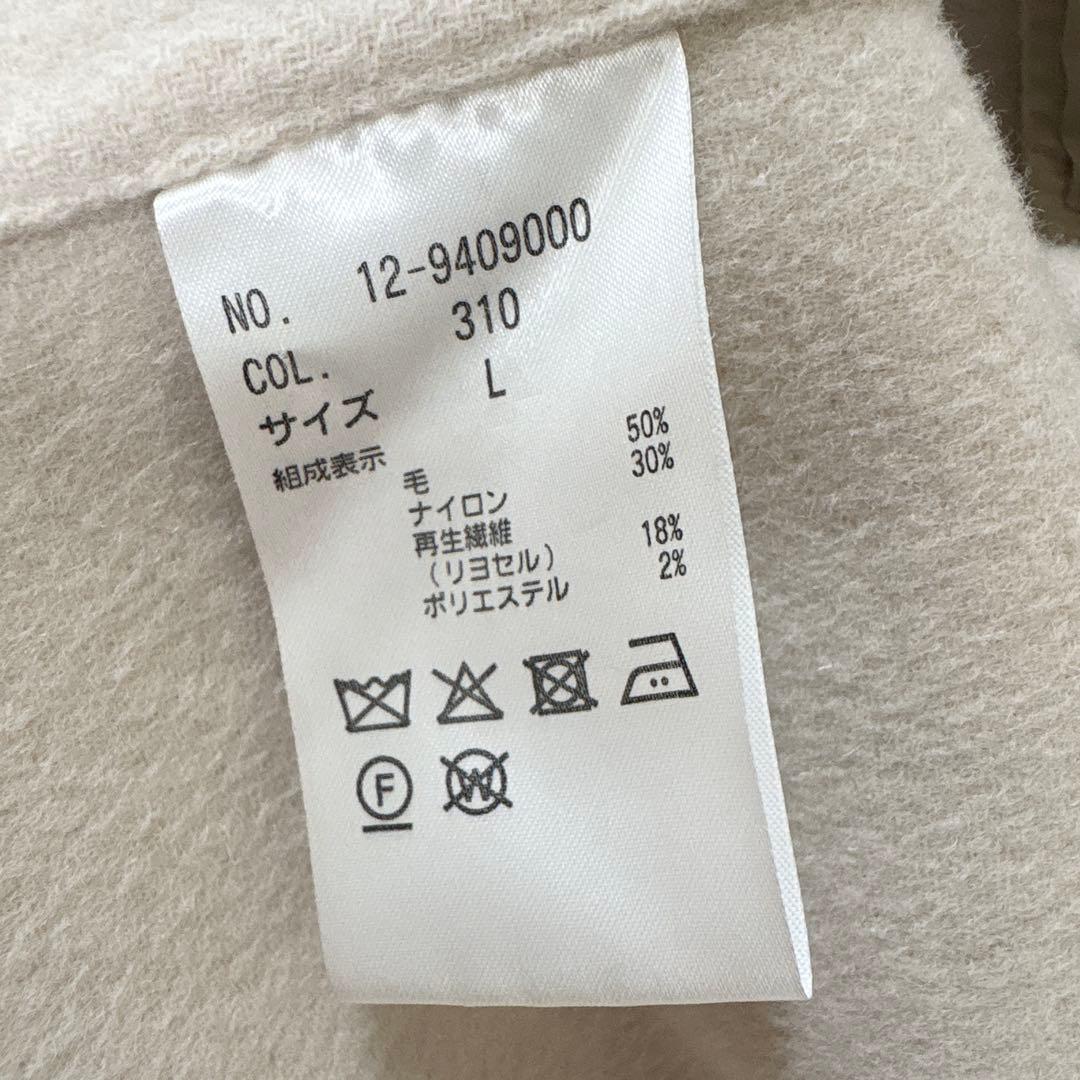 NO. 12-9409000
COL. 310
サイズ L
組成表示
毛 50%
ナイロン 30%
再生繊維
(リヨセル) 18%
ポリエステル 2%
F
W